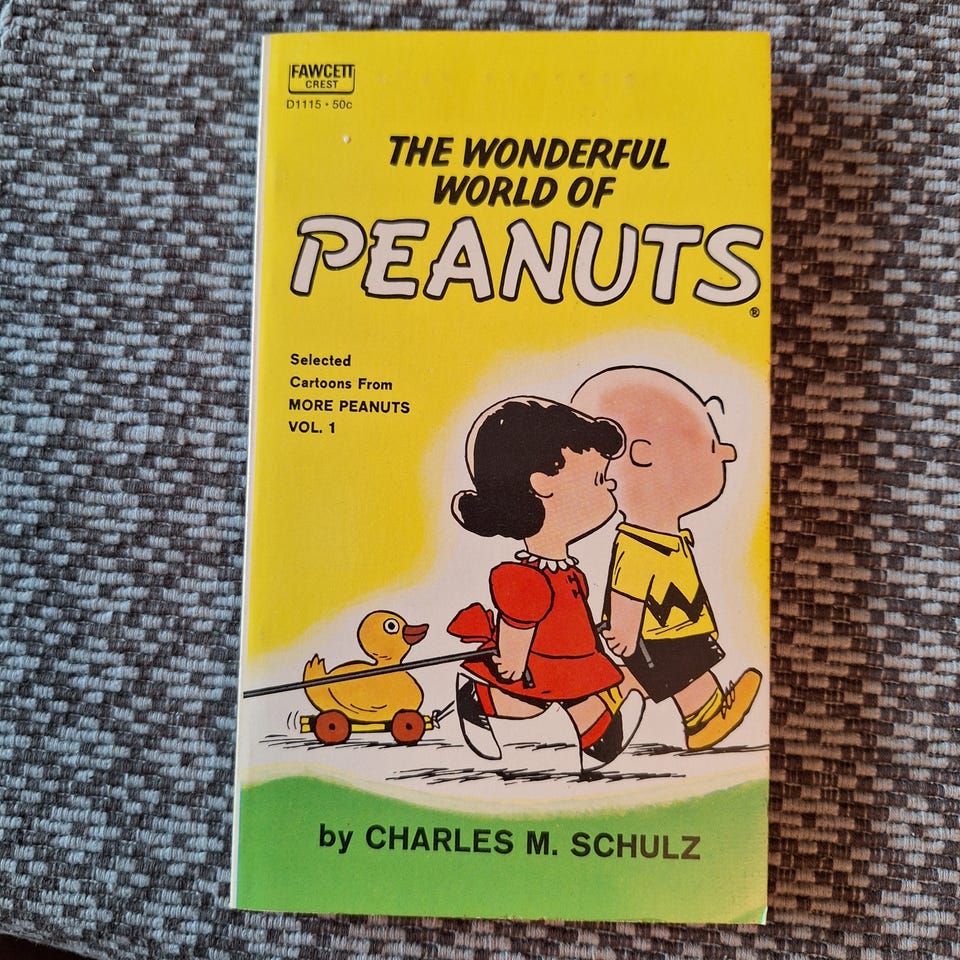 FAWCETT
CREST
D1115 • 50c
THE WONDERFUL
WORLD OF
PEANUTS
®
Selected
Cartoons From
MORE PEANUTS
VOL. 1
by CHARLES M. SCHULZ